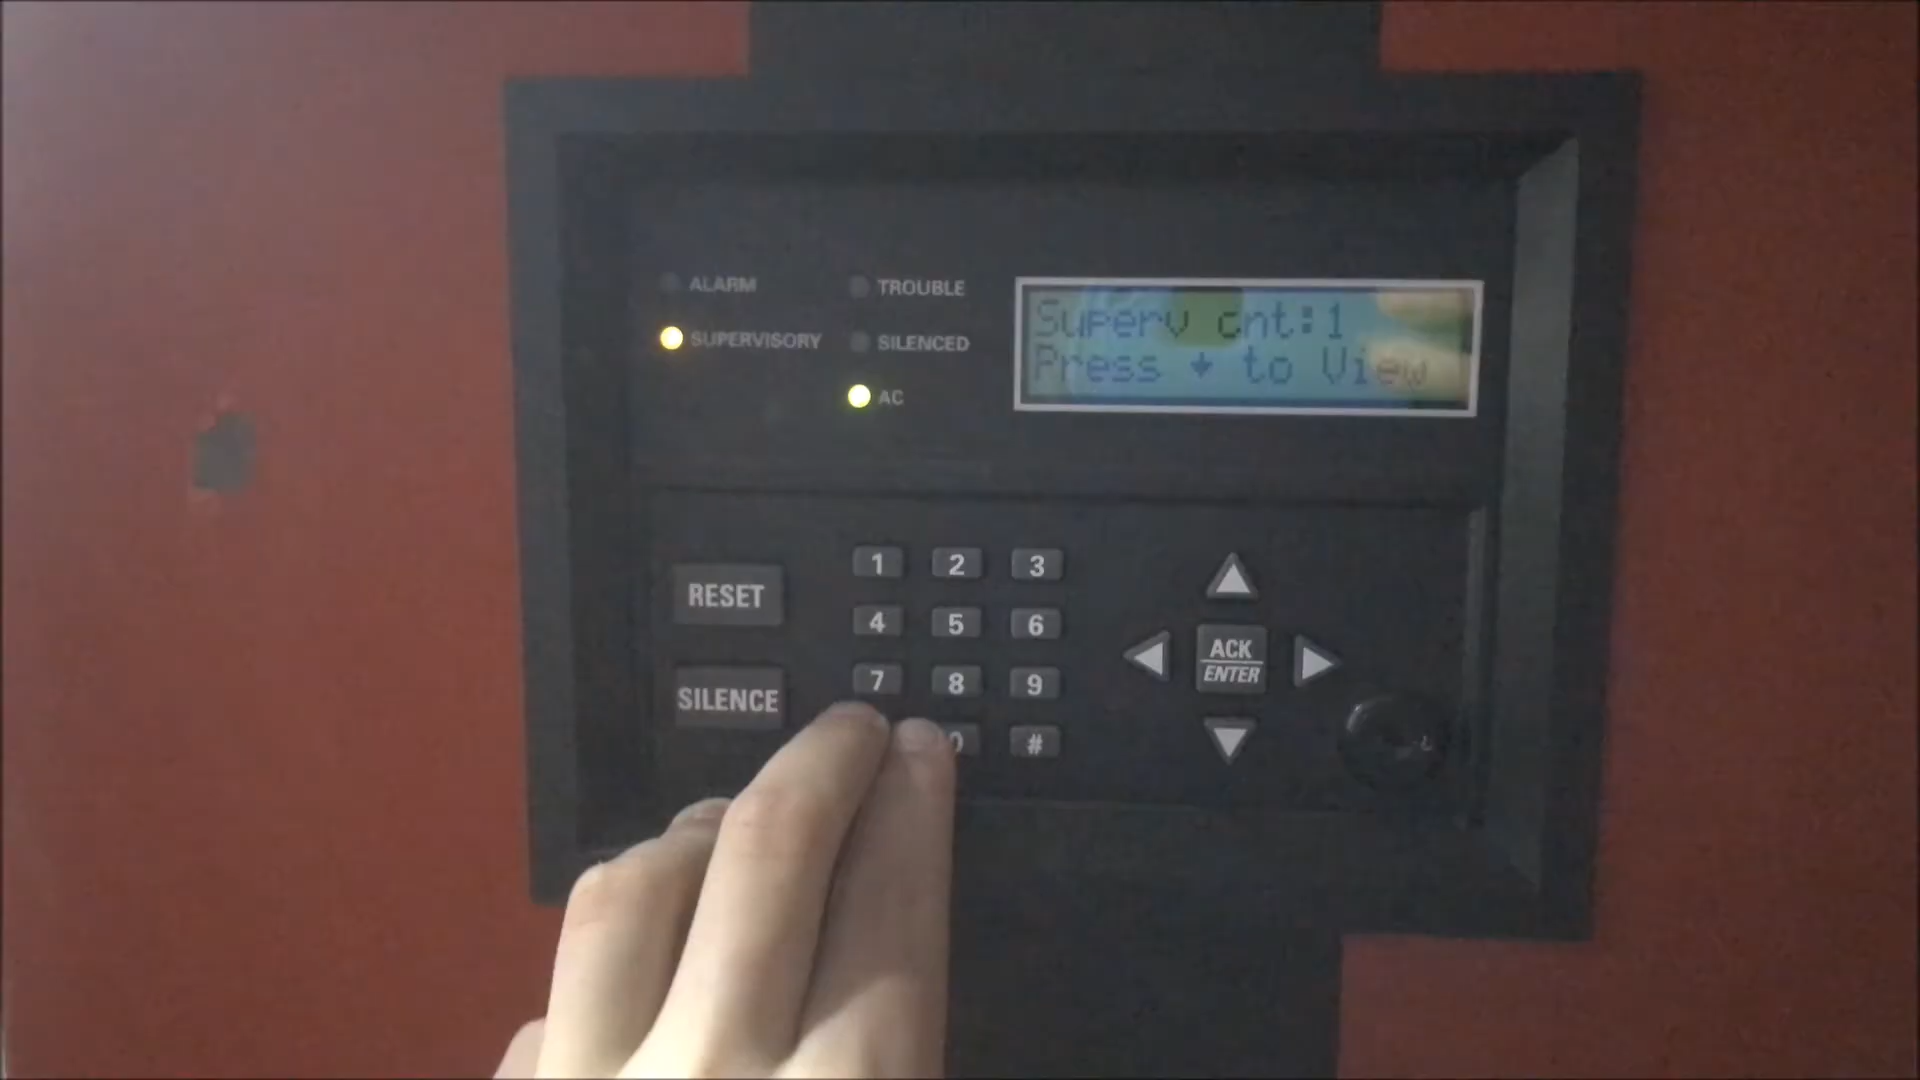 ALARM
TROUBLE
SUPERVISORY
SILENCED
AC
Superv cnt:1
Press ↓ to View
RESET
SILENCE
1 2 3
4 5 6
7 8 9
0 #
ACK
ENTER